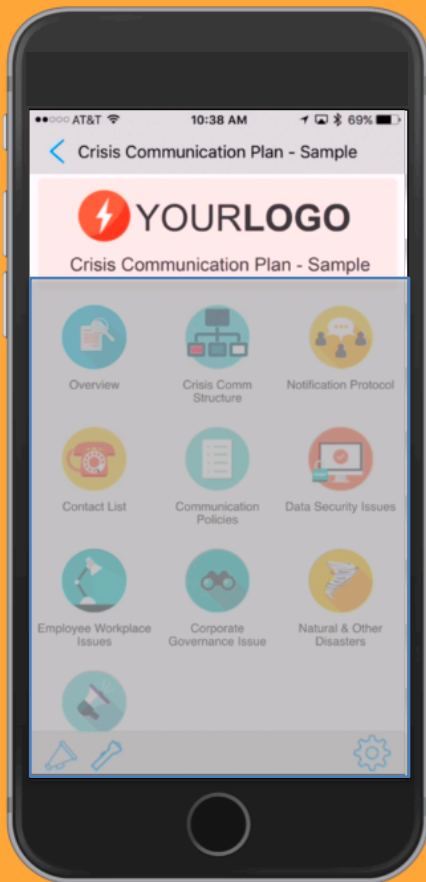 AT&T 10:38 AM 69%
Crisis Communication Plan - Sample
YOURLOGO
Crisis Communication Plan - Sample
Overview
Crisis Comm
Structure
Notification Protocol
Contact List
Communication
Policies
Data Security Issues
Employee Workplace
Issues
Corporate
Governance Issue
Natural & Other
Disasters